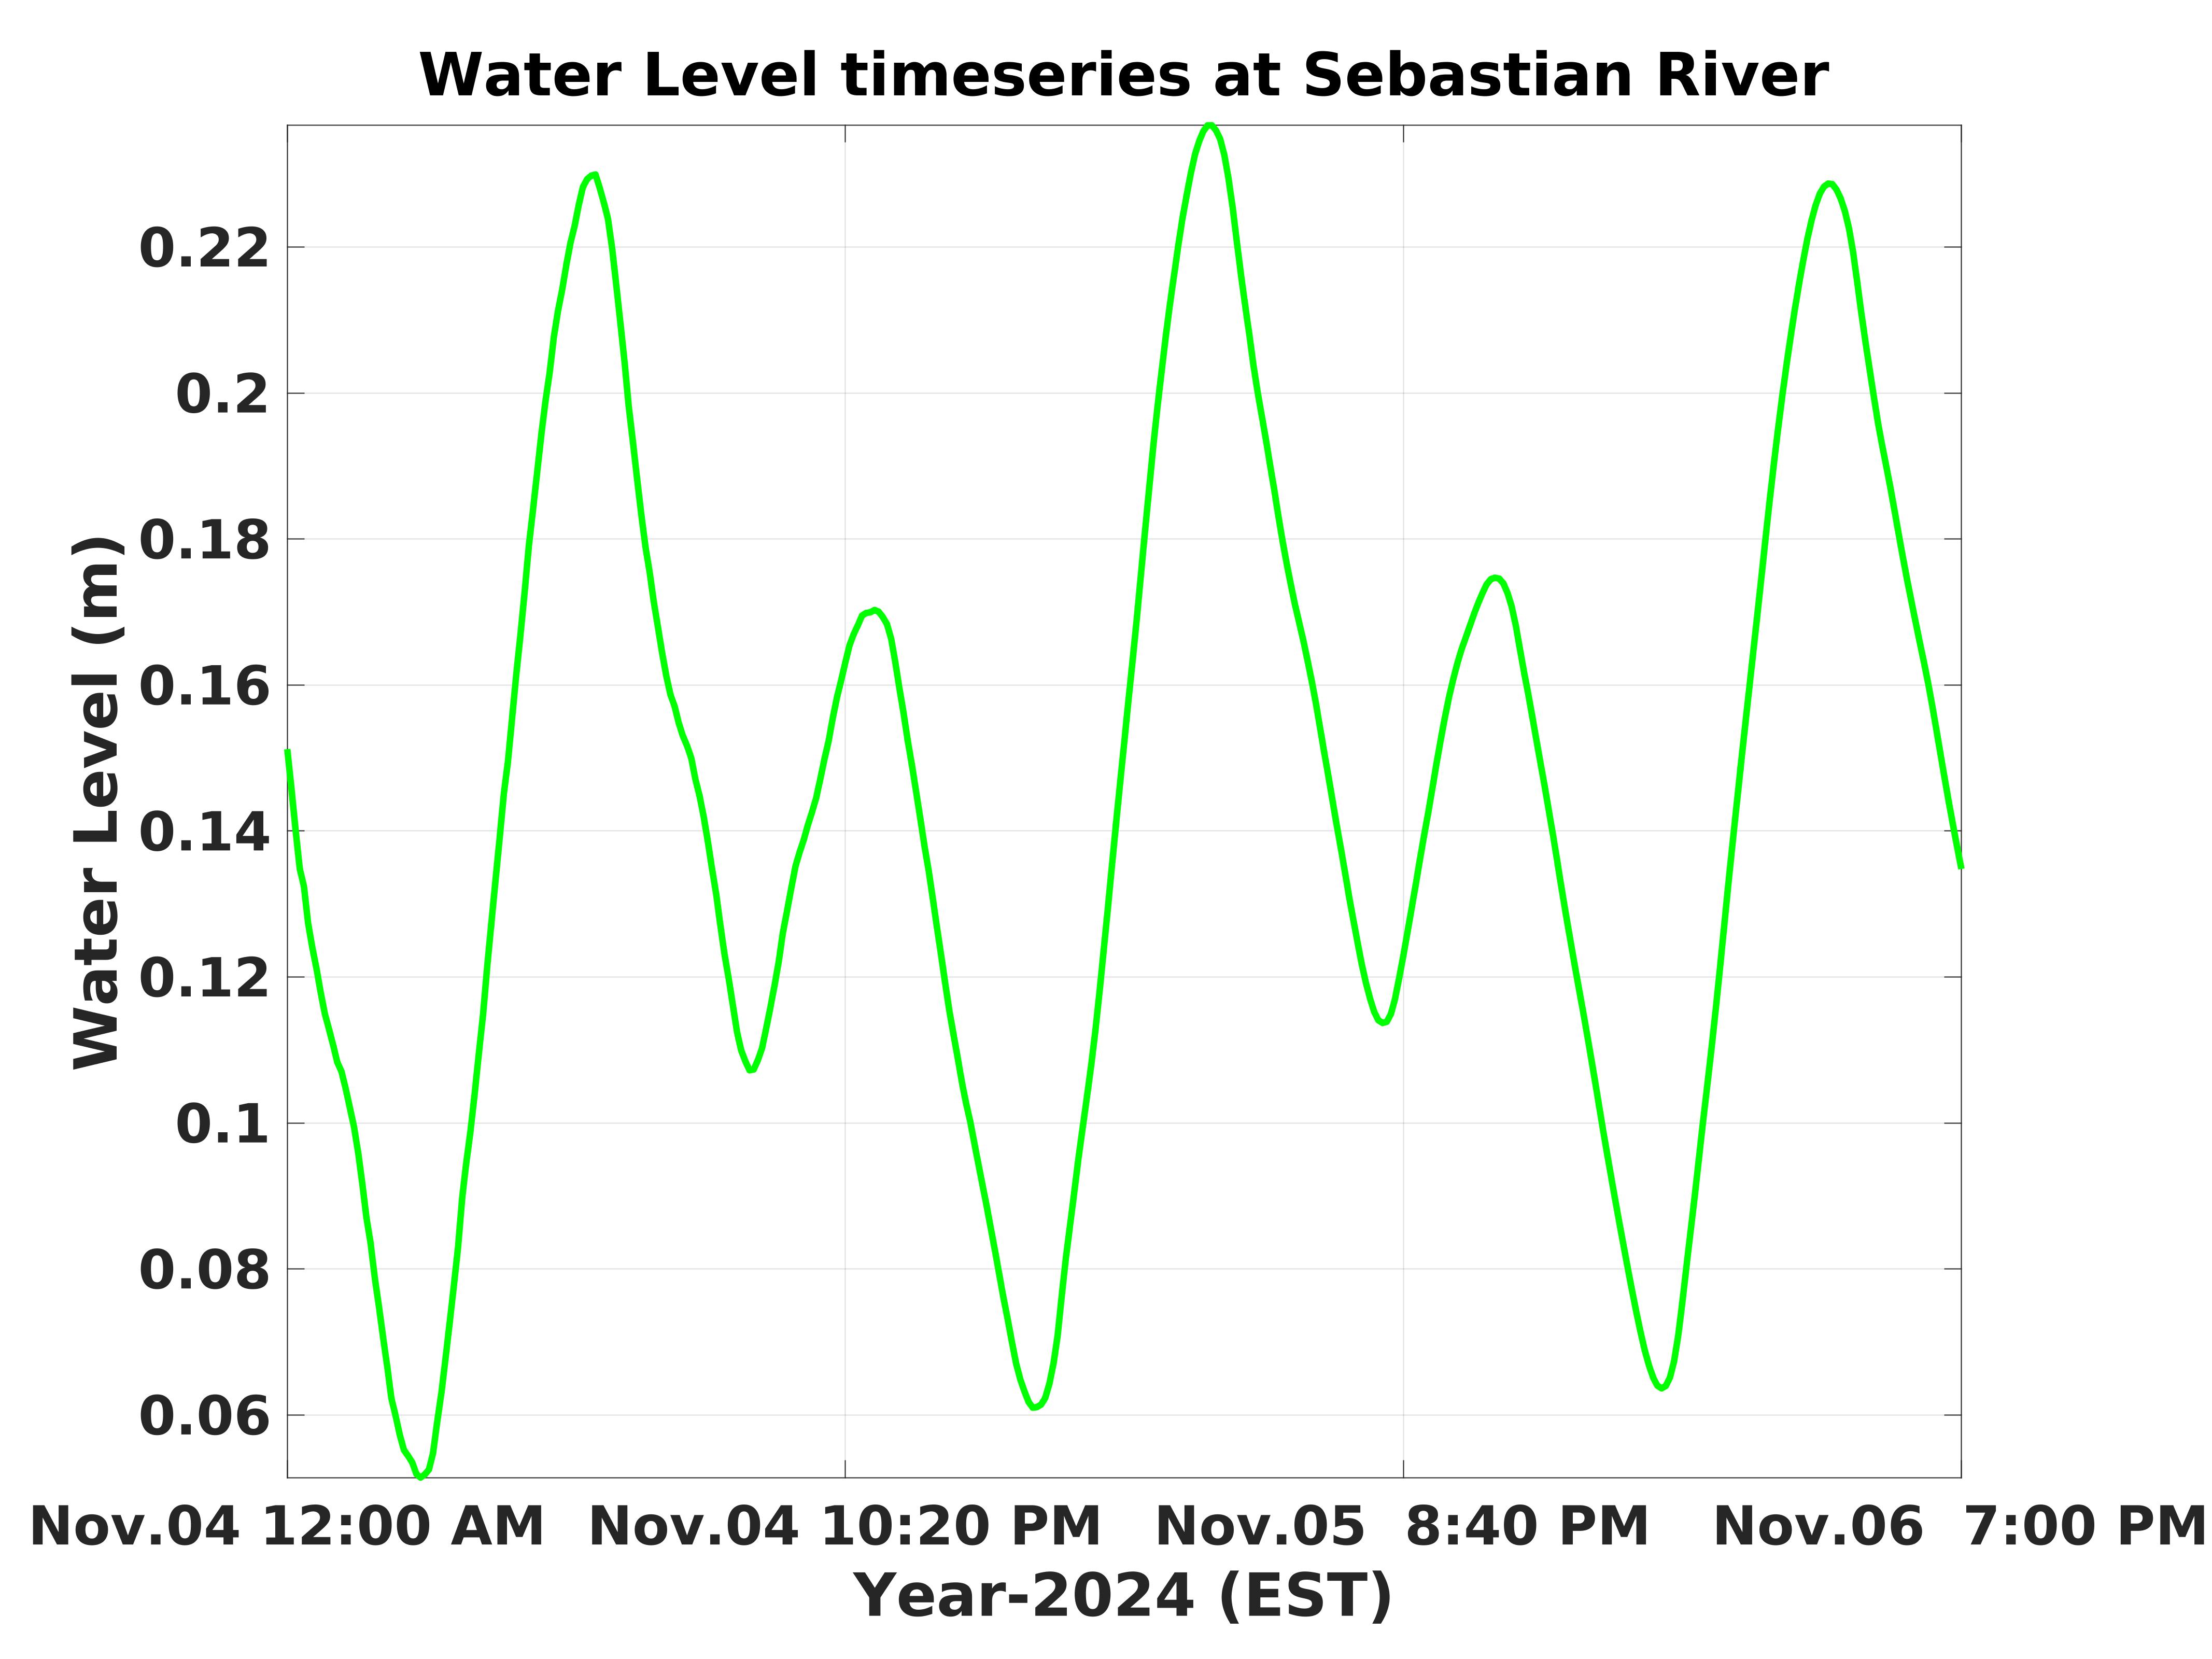 Water Level timeseries at Sebastian River
Water Level (m)
0.22
0.2
0.18
0.16
0.14
0.12
0.1
0.08
0.06
Nov.04 12:00 AM Nov.04 10:20 PM Nov.05 8:40 PM Nov.06 7:00 PM
Year-2024 (EST)